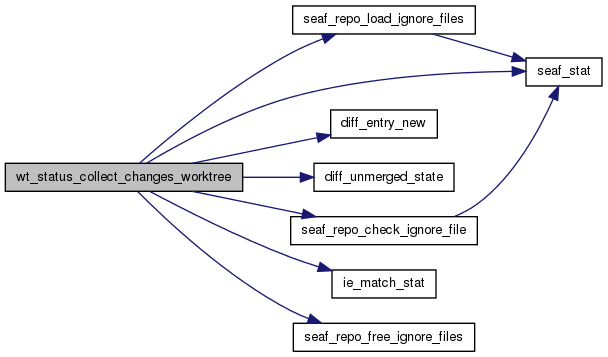 seaf_repo_load_ignore_files
seaf_stat
diff_entry_new
wt_status_collect_changes_worktree
diff_unmerged_state
seaf_repo_check_ignore_file
ie_match_stat
seaf_repo_free_ignore_files